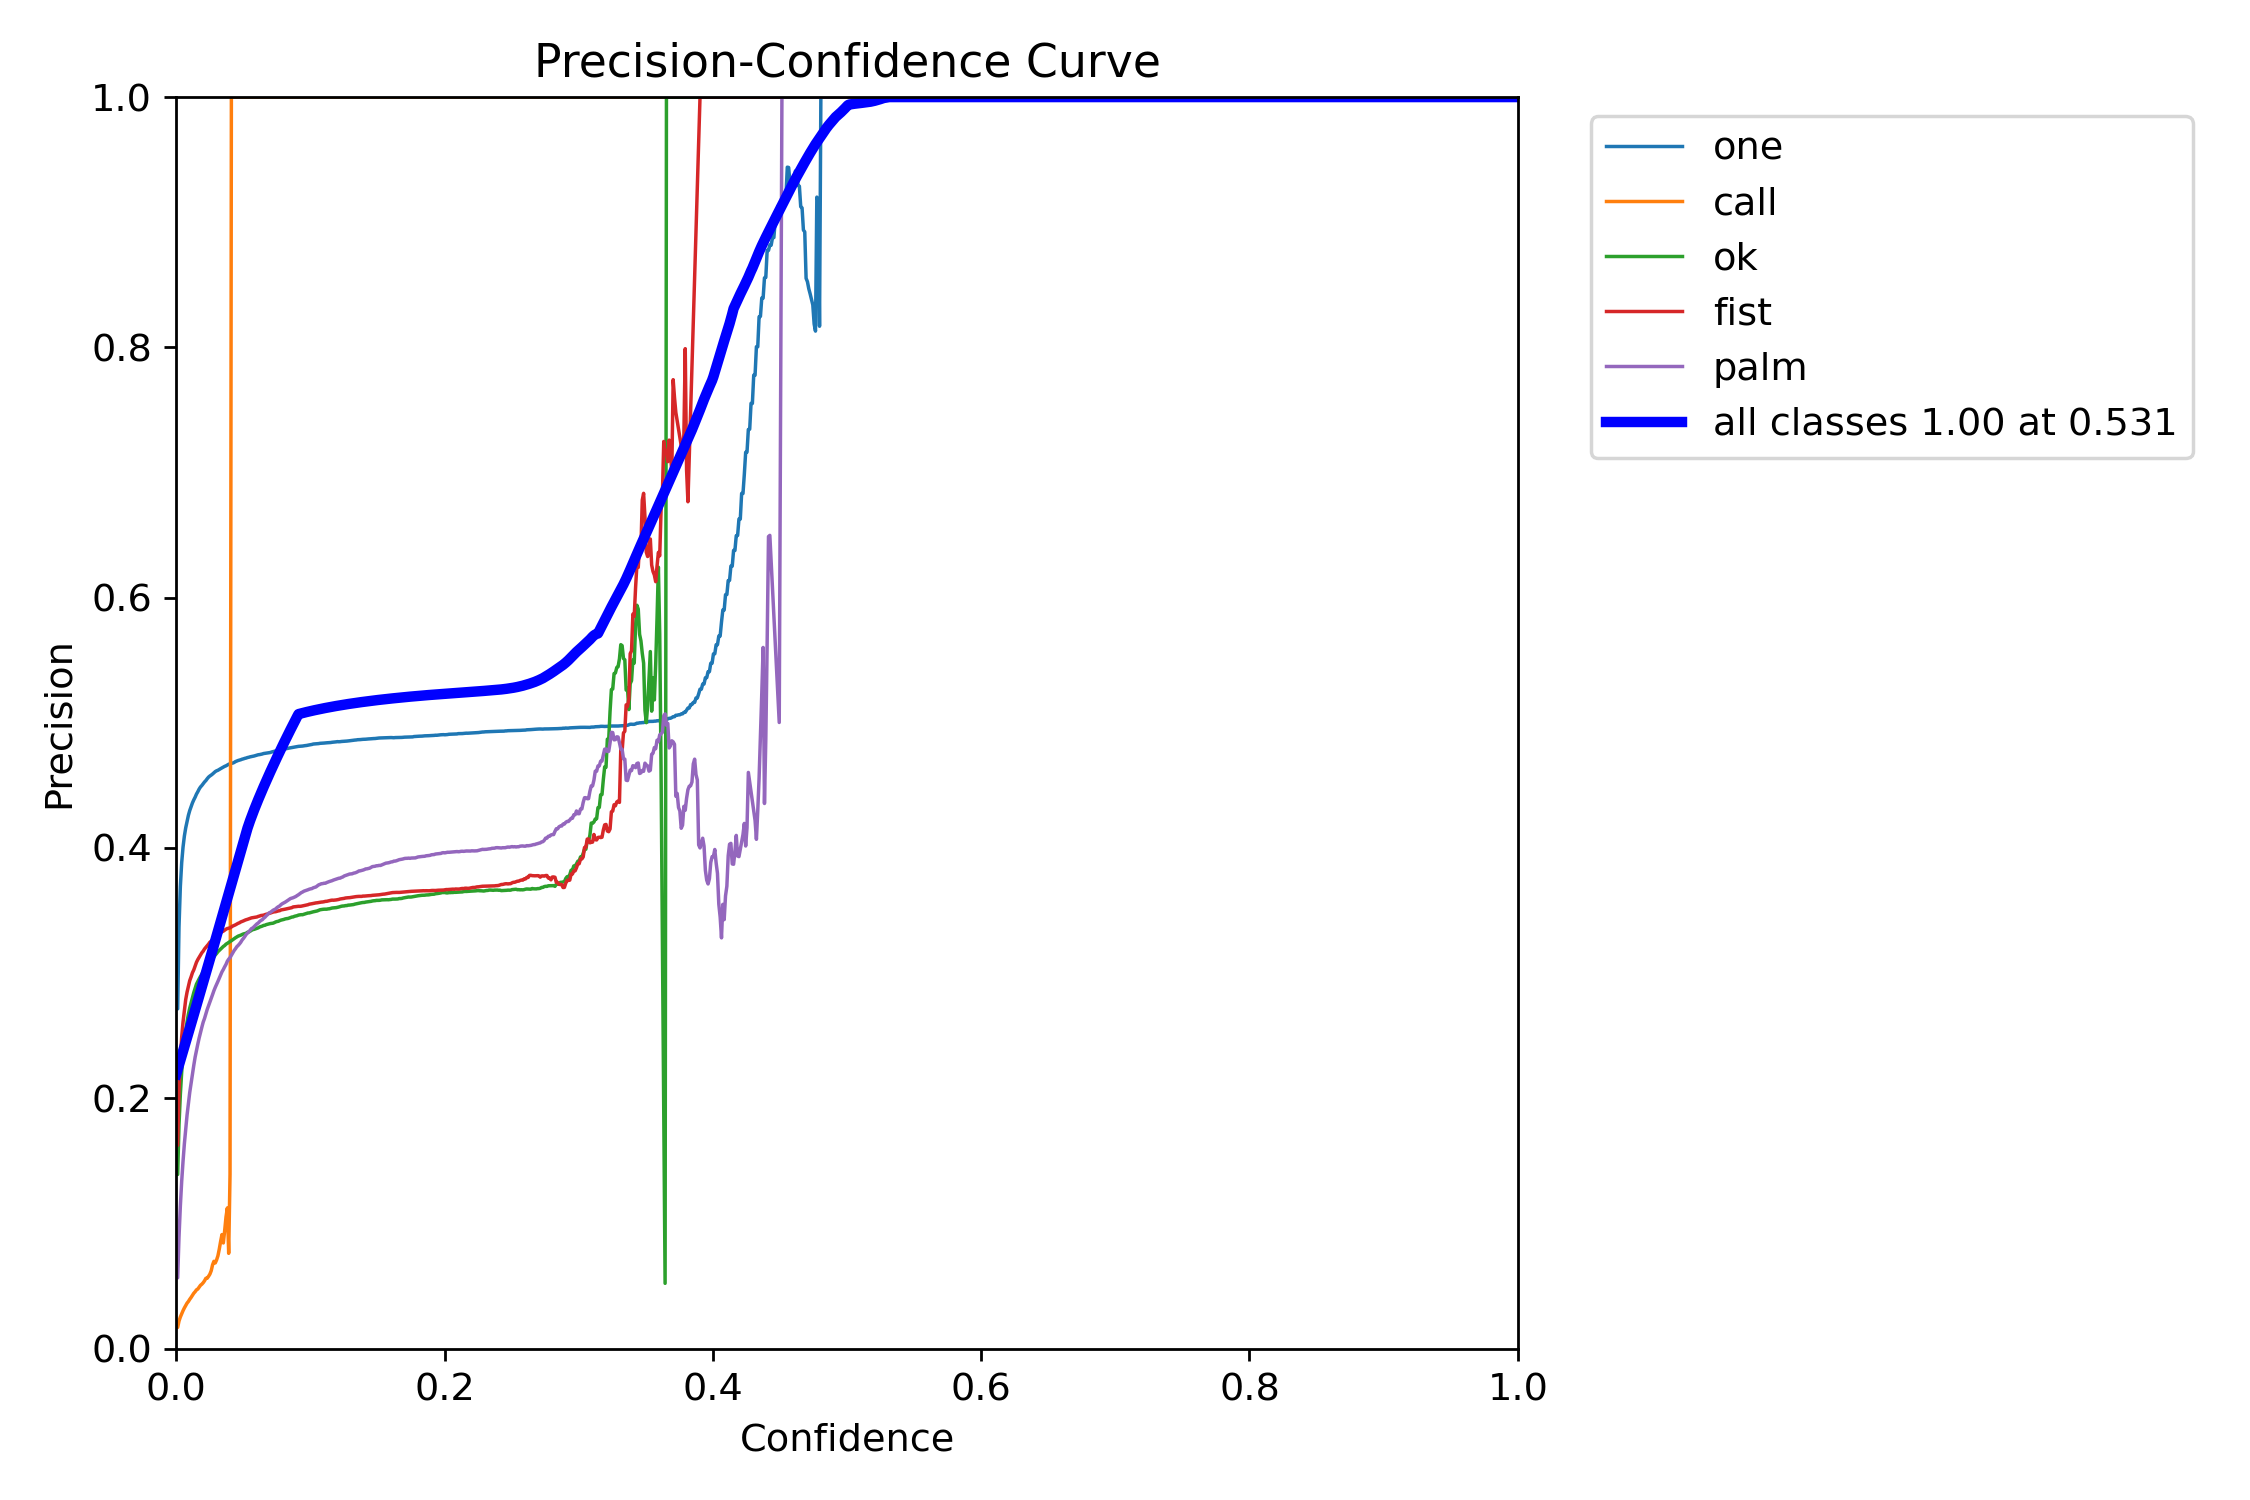 Precision-Confidence Curve
1.0
0.8
0.6
0.4
0.2
0.0
Precision
0.0 0.2 0.4 0.6 0.8 1.0
Confidence
one
call
ok
fist
palm
all classes 1.00 at 0.531